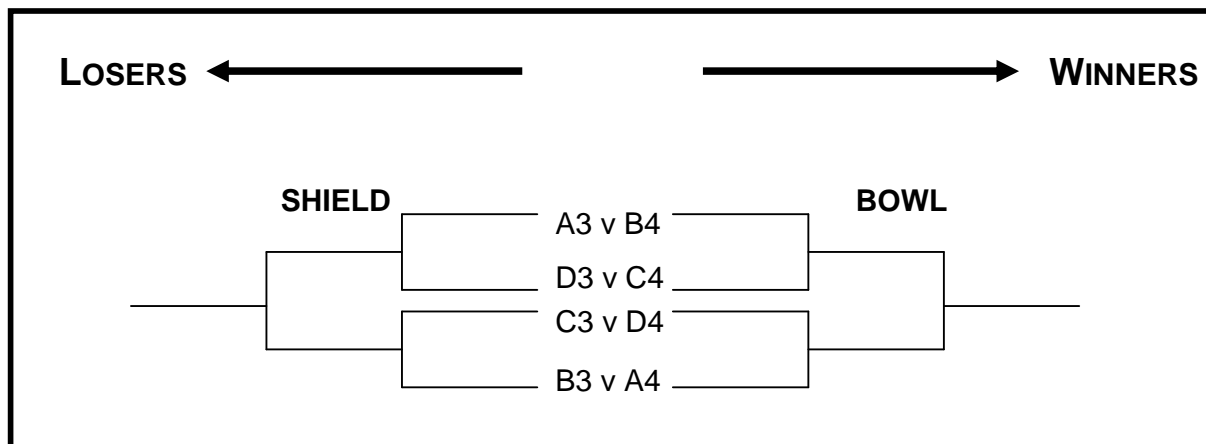 LOSERS WINNERS
SHIELD BOWL
A3 v B4
D3 v C4
C3 v D4
B3 v A4